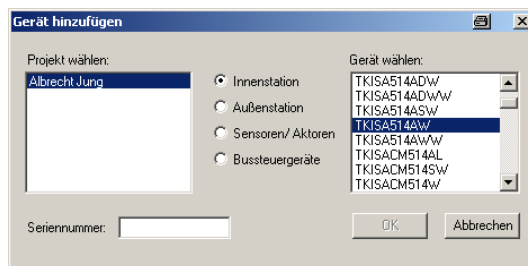 Gerät hinzufügen
Projekt wählen:
Albrecht Jung
Innenstation
Außenstation
Sensoren/ Aktoren
Bussteuergeräte
Gerät wählen:
TKISA514ADW
TKISA514ADWW
TKISA514ASW
TKISA514AW
TKISA514AWW
TKISACM514AL
TKISACM514SW
TKISACM514W
Seriennummer:
OK
Abbrechen